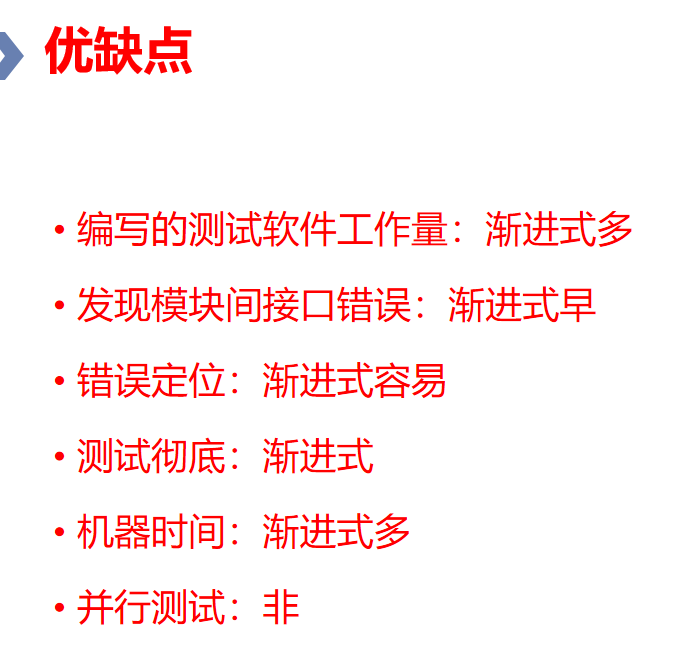 优缺点
• 编写的测试软件工作量：渐进式多
• 发现模块间接口错误：渐进式早
• 错误定位：渐进式容易
• 测试彻底：渐进式
• 机器时间：渐进式多
• 并行测试：非